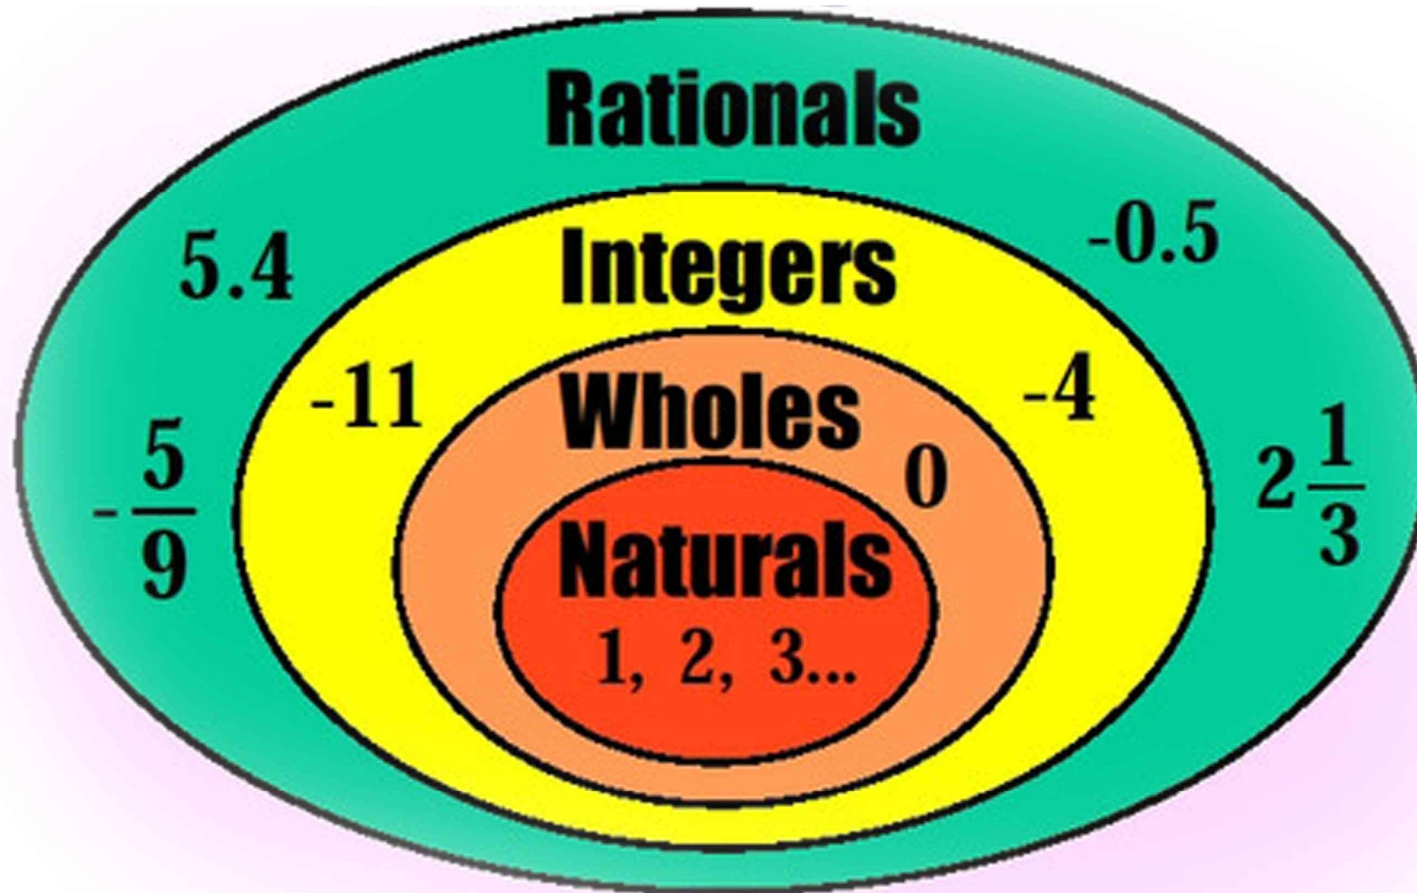 Rationals
5.4
-0.5
Integers
-11
-4
Wholes
0
-5/9
2 1/3
Naturals
1, 2, 3...